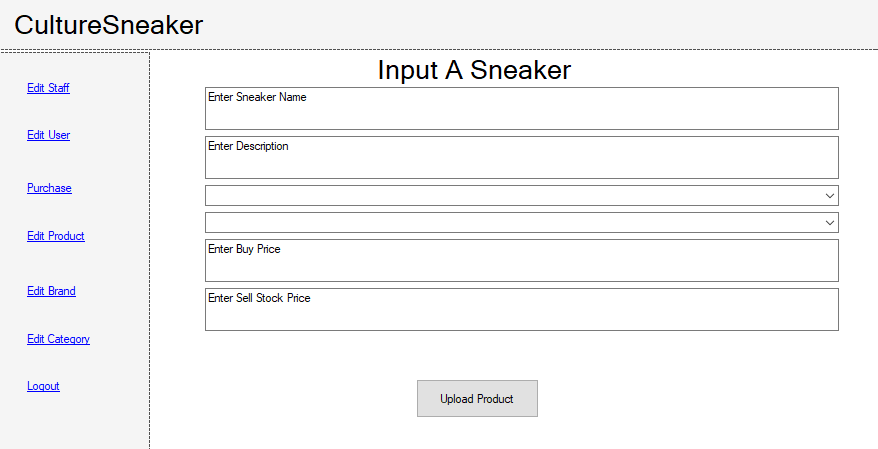 CultureSneaker
Edit Staff
Edit User
Purchase
Edit Product
Edit Brand
Edit Category
Logout
Input A Sneaker
Enter Sneaker Name
Enter Description
Enter Buy Price
Enter Sell Stock Price
Upload Product